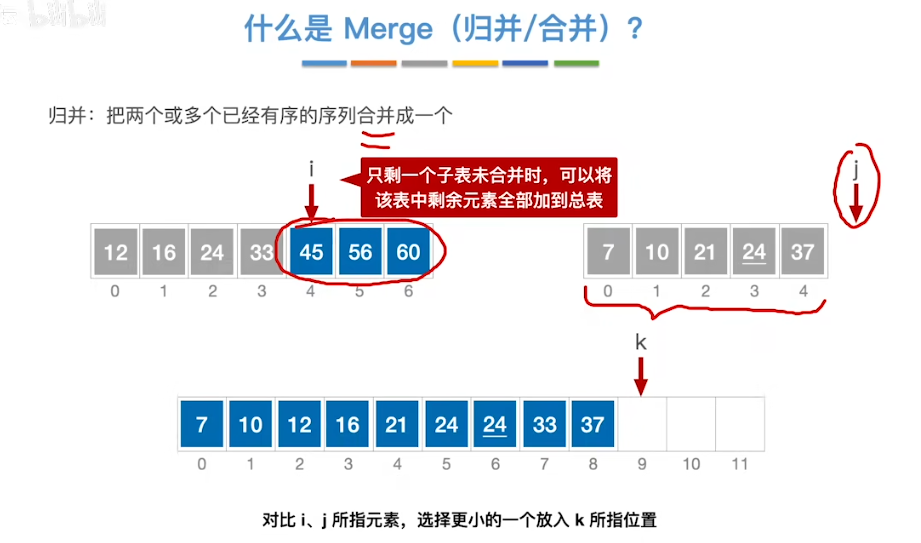 bilibili
什么是 Merge（归并/合并）?
归并：把两个或多个已经有序的序列合并成一个
i
只剩一个子表未合并时，可以将
该表中剩余元素全部加到总表
j
12 16 24 33 45 56 60
0 1 2 3 4 5 6
7 10 21 24 37
0 1 2 3 4
k
7 10 12 16 21 24 24 33 37
0 1 2 3 4 5 6 7 8 9 10 11
对比 i、j 所指元素，选择更小的一个放入 k 所指位置